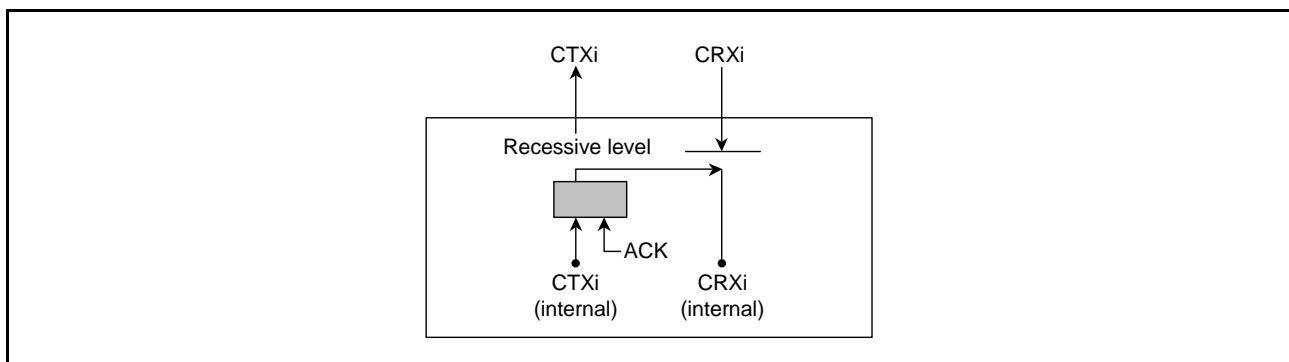 CTXi
CRXi
Recessive level
ACK
CTXi
(internal)
CRXi
(internal)